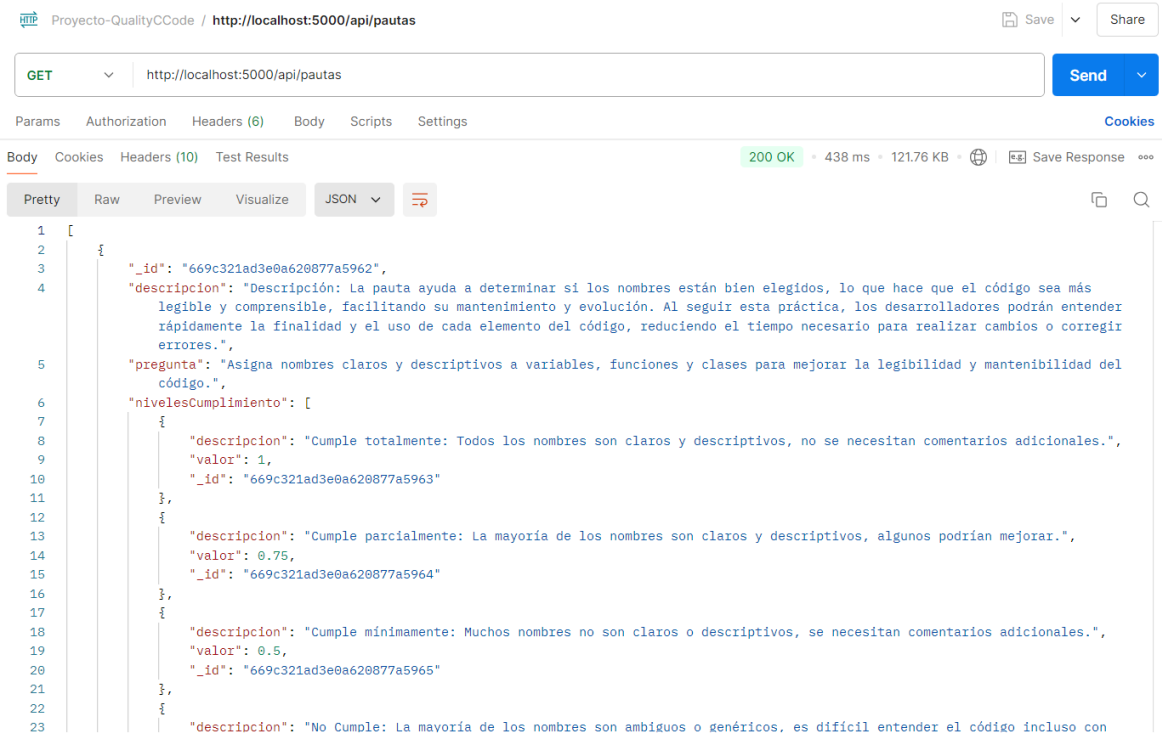 HTTP Proyecto-QualityCCode / http://localhost:5000/api/pautas Save Share
GET http://localhost:5000/api/pautas Send
Params Authorization Headers (6) Body Scripts Settings Cookies
Body Cookies Headers (10) Test Results 200 OK • 438 ms • 121.76 KB • e.g. Save Response
Pretty Raw Preview Visualize JSON
1 [
2 {
3 "_id": "669c321ad3e0a620877a5962",
4 "descripcion": "Descripción: La pauta ayuda a determinar si los nombres están bien elegidos, lo que hace que el código sea más
legible y comprensible, facilitando su mantenimiento y evolución. Al seguir esta práctica, los desarrolladores podrán entender
rápidamente la finalidad y el uso de cada elemento del código, reduciendo el tiempo necesario para realizar cambios o corregir
errores.",
5 "pregunta": "Asigna nombres claros y descriptivos a variables, funciones y clases para mejorar la legibilidad y mantenibilidad del
código.",
6 "nivelesCumplimiento": [
7 {
8 "descripcion": "Cumple totalmente: Todos los nombres son claros y descriptivos, no se necesitan comentarios adicionales.",
9 "valor": 1,
10 "_id": "669c321ad3e0a620877a5963"
11 },
12 {
13 "descripcion": "Cumple parcialmente: La mayoría de los nombres son claros y descriptivos, algunos podrían mejorar.",
14 "valor": 0.75,
15 "_id": "669c321ad3e0a620877a5964"
16 },
17 {
18 "descripcion": "Cumple mínimamente: Muchos nombres no son claros o descriptivos, se necesitan comentarios adicionales.",
19 "valor": 0.5,
20 "_id": "669c321ad3e0a620877a5965"
21 },
22 {
23 "descripcion": "No Cumple: La mayoría de los nombres son ambiguos o genéricos, es difícil entender el código incluso con